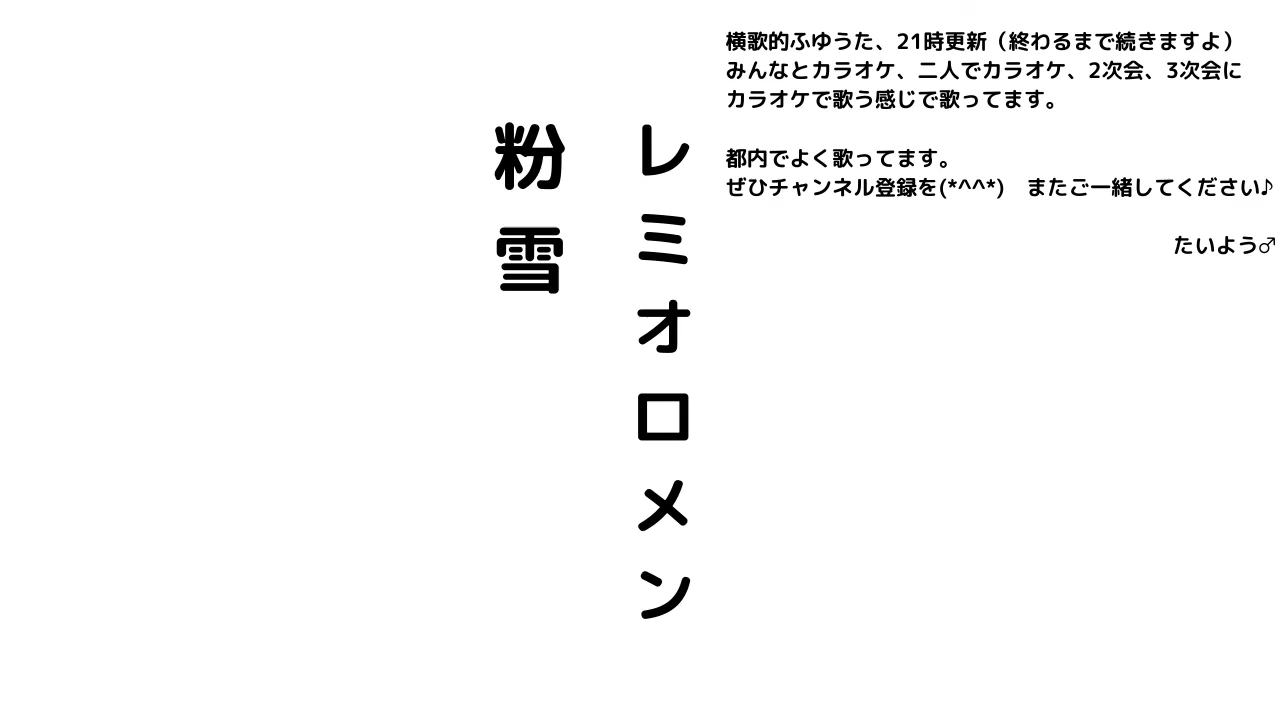 横歌的ふゆうた、21時更新（終わるまで続きますよ）
みんなとカラオケ、二人でカラオケ、2次会、3次会に
カラオケで歌う感じで歌ってます。
都内でよく歌ってます。
ぜひチャンネル登録を(*^^*)　またご一緒してください♪
たいよう♂
レミオロメン
粉雪